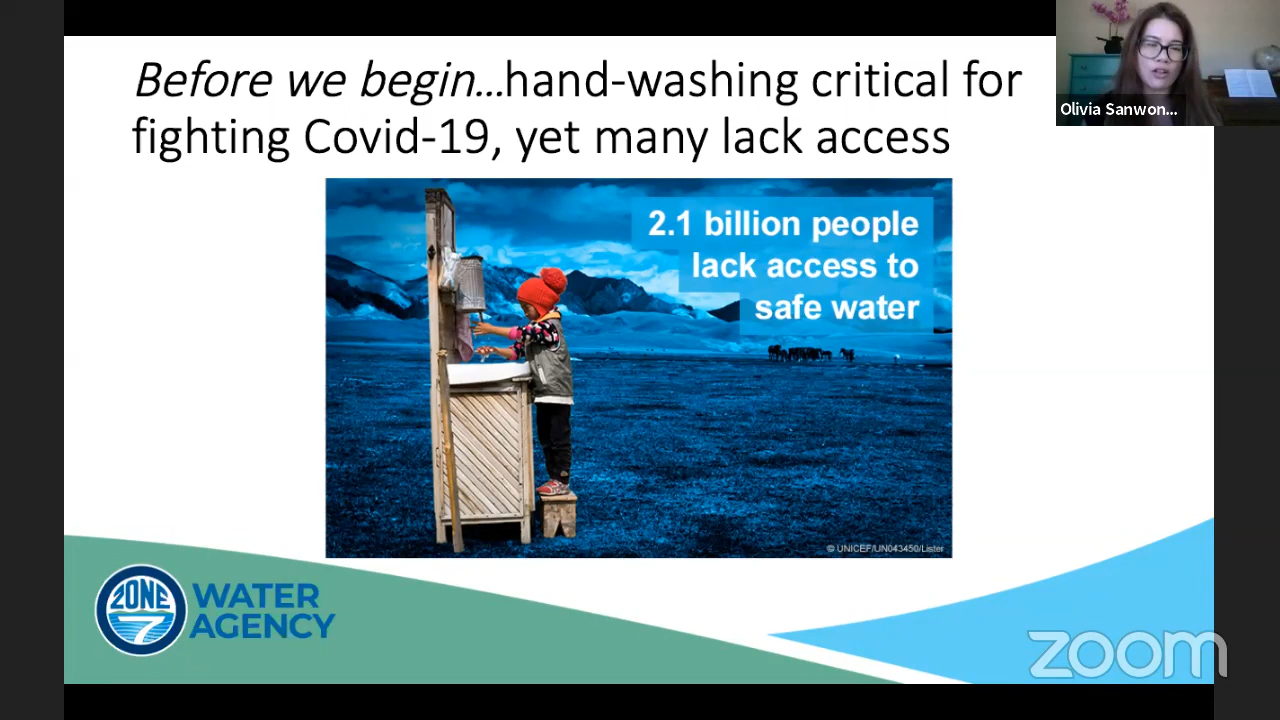 Before we begin...hand-washing critical for
fighting Covid-19, yet many lack access
Olivia Sanwon...
2.1 billion people
lack access to
safe water
© UNICEF/UN043450/Lister
ZONE
7
WATER
AGENCY
zoom